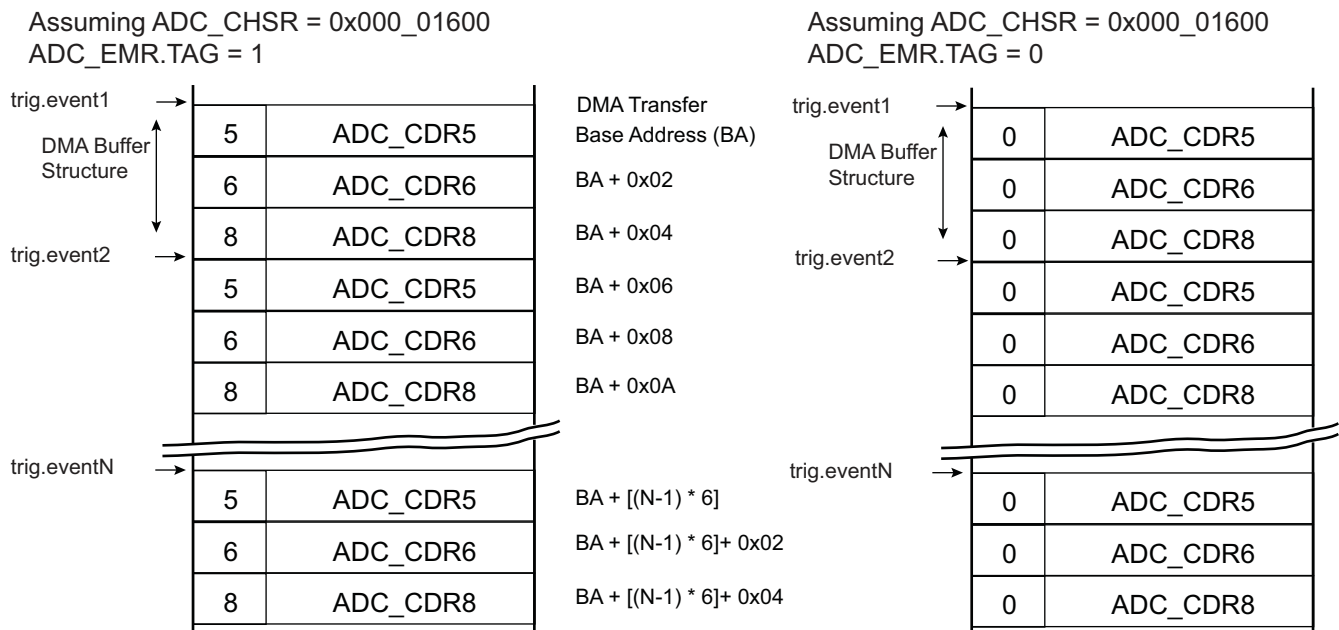 Assuming ADC_CHSR = 0x000_01600
ADC_EMR.TAG = 1
trig.event1
DMA Buffer
Structure
5 ADC_CDR5
6 ADC_CDR6
8 ADC_CDR8
trig.event2
5 ADC_CDR5
6 ADC_CDR6
8 ADC_CDR8
trig.eventN
5 ADC_CDR5
6 ADC_CDR6
8 ADC_CDR8
DMA Transfer
Base Address (BA)
BA + 0x02
BA + 0x04
BA + 0x06
BA + 0x08
BA + 0x0A
BA + [(N-1) * 6]
BA + [(N-1) * 6]+ 0x02
BA + [(N-1) * 6]+ 0x04
Assuming ADC_CHSR = 0x000_01600
ADC_EMR.TAG = 0
trig.event1
DMA Buffer
Structure
0 ADC_CDR5
0 ADC_CDR6
0 ADC_CDR8
trig.event2
0 ADC_CDR5
0 ADC_CDR6
0 ADC_CDR8
trig.eventN
0 ADC_CDR5
0 ADC_CDR6
0 ADC_CDR8